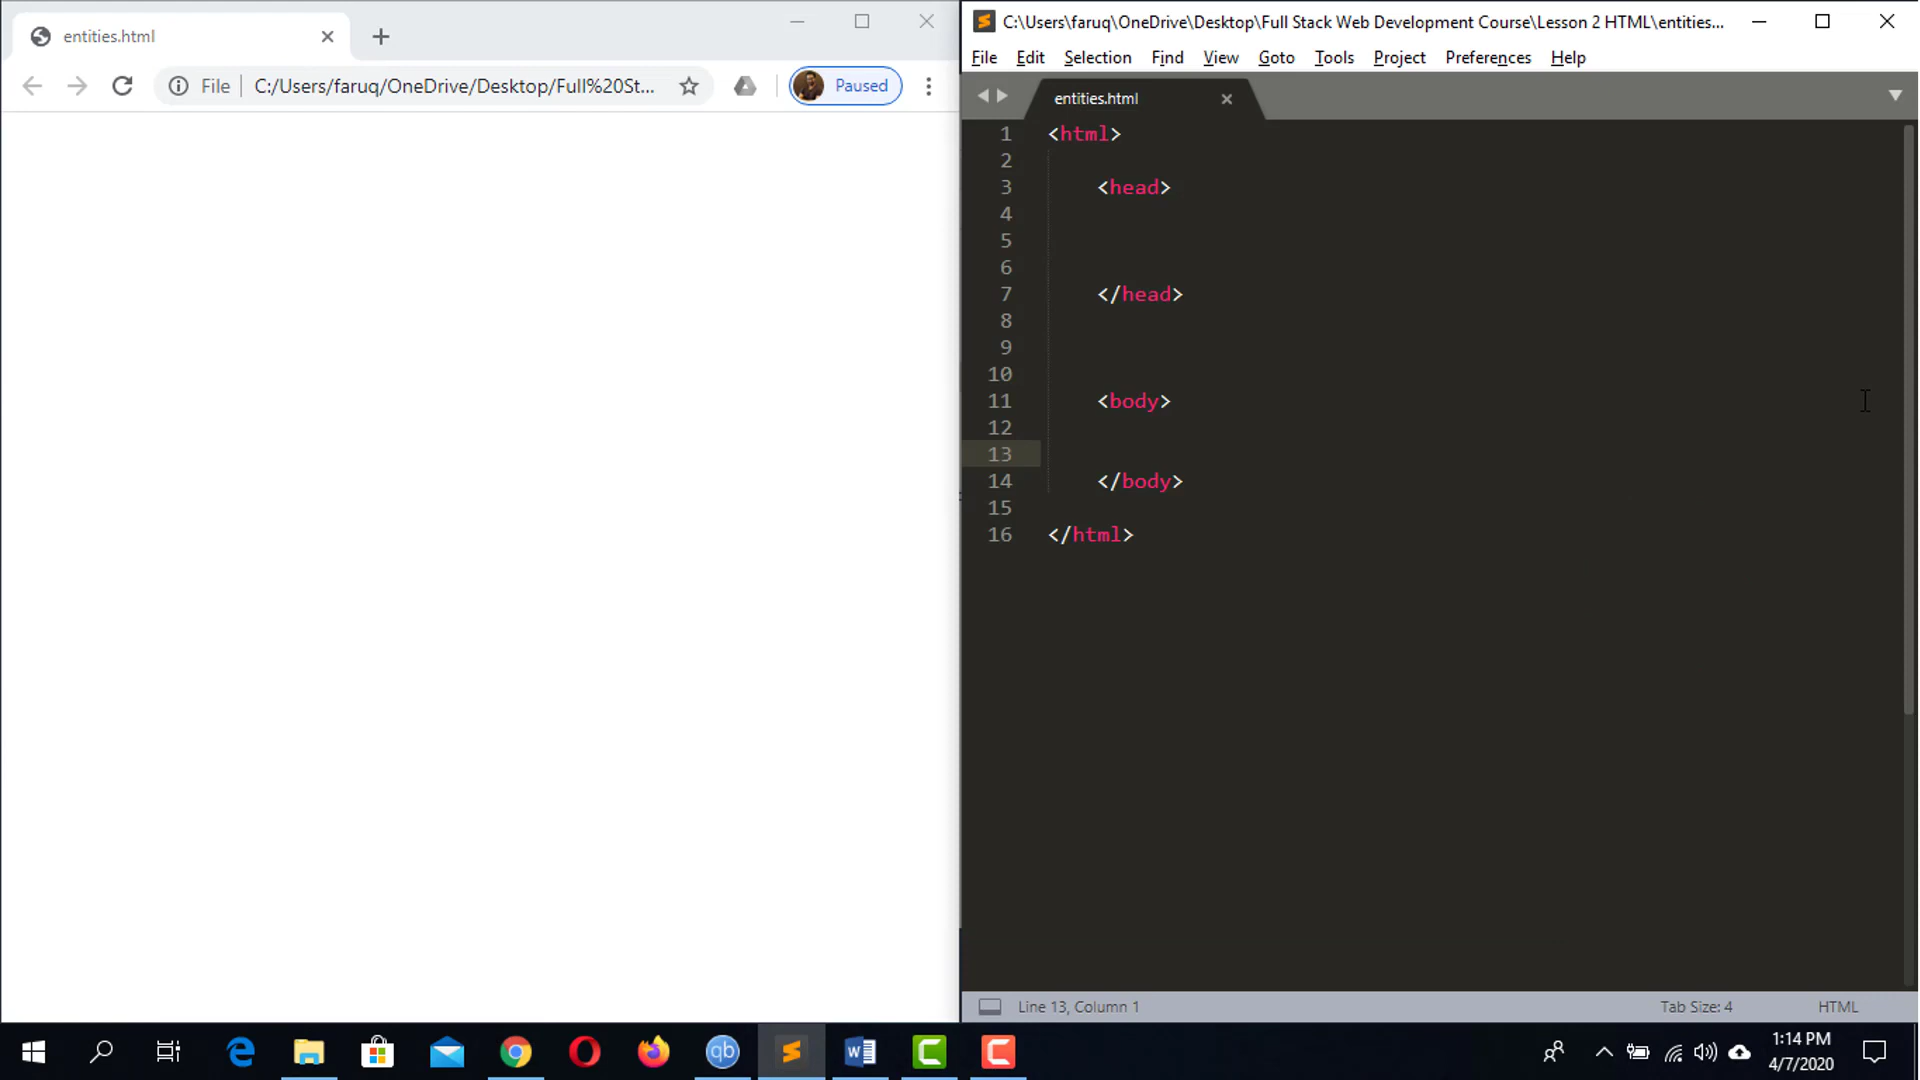 entities.html
File C:/Users/faruq/OneDrive/Desktop/Full%20St... Paused
C:\Users\faruq\OneDrive\Desktop\Full Stack Web Development Course\Lesson 2 HTML\entities...
File Edit Selection Find View Goto Tools Project Preferences Help
entities.html
1 <html>
2
3 <head>
4
5
6
7 </head>
8
9
10
11 <body>
12
13
14 </body>
15
16 </html>
Line 13, Column 1 Tab Size: 4 HTML
qb
1:14 PM
4/7/2020